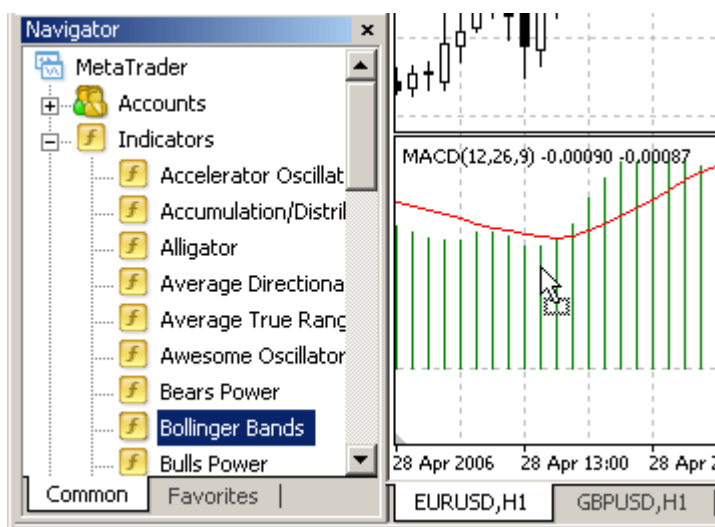 Navigator
MetaTrader
Accounts
Indicators
Accelerator Oscillat
Accumulation/Distril
Alligator
Average Directiona
Average True Rang
Awesome Oscillator
Bears Power
Bollinger Bands
Bulls Power
Common Favorites
MACD(12,26,9) -0.00090 -0.00087
28 Apr 2006 28 Apr 13:00 28 Apr 2
EURUSD,H1 GBPUSD,H1